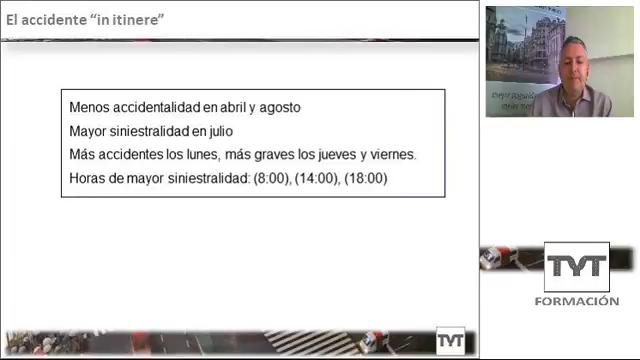 El accidente “in itinere”
Menos accidentalidad en abril y agosto
Mayor siniestralidad en julio
Más accidentes los lunes, más graves los jueves y viernes.
Horas de mayor siniestralidad: (8:00), (14:00), (18:00)
TYT
TYT
FORMACIÓN